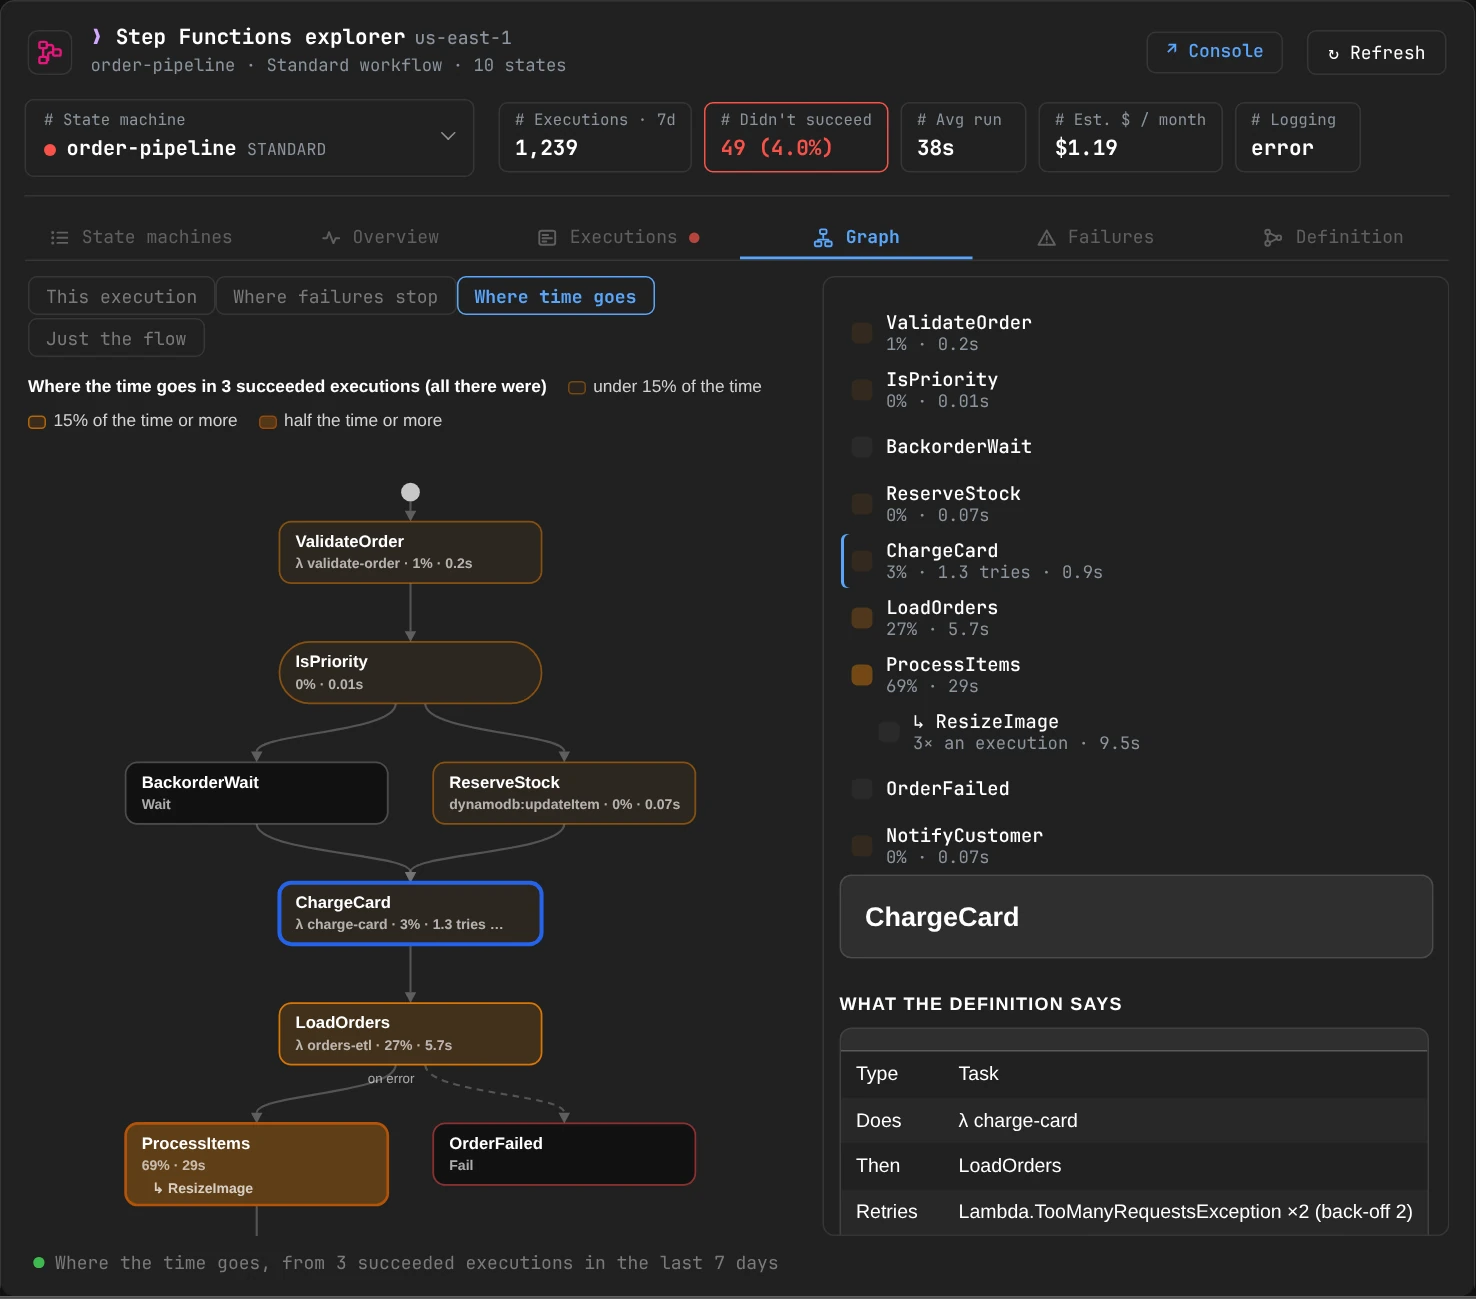 ❫ Step Functions explorer us-east-1
order-pipeline · Standard workflow · 10 states
↗ Console
↻ Refresh
# State machine
order-pipeline STANDARD
# Executions · 7d
1,239
# Didn't succeed
49 (4.0%)
# Avg run
38s
# Est. $ / month
$1.19
# Logging
error
State machines
Overview
Executions
Graph
Failures
Definition
This execution
Where failures stop
Where time goes
Just the flow
Where the time goes in 3 succeeded executions (all there were)
under 15% of the time
15% of the time or more
half the time or more
ValidateOrder
λ validate-order · 1% · 0.2s
IsPriority
0% · 0.01s
BackorderWait
Wait
ReserveStock
dynamodb:updateItem · 0% · 0.07s
ChargeCard
λ charge-card · 3% · 1.3 tries …
LoadOrders
λ orders-etl · 27% · 5.7s
on error
ProcessItems
69% · 29s
↳ ResizeImage
OrderFailed
Fail
ValidateOrder
1% · 0.2s
IsPriority
0% · 0.01s
BackorderWait
ReserveStock
0% · 0.07s
ChargeCard
3% · 1.3 tries · 0.9s
LoadOrders
27% · 5.7s
ProcessItems
69% · 29s
↳ ResizeImage
3× an execution · 9.5s
OrderFailed
NotifyCustomer
0% · 0.07s
ChargeCard
WHAT THE DEFINITION SAYS
Type Task
Does λ charge-card
Then LoadOrders
Retries Lambda.TooManyRequestsException ×2 (back-off 2)
Where the time goes, from 3 succeeded executions in the last 7 days